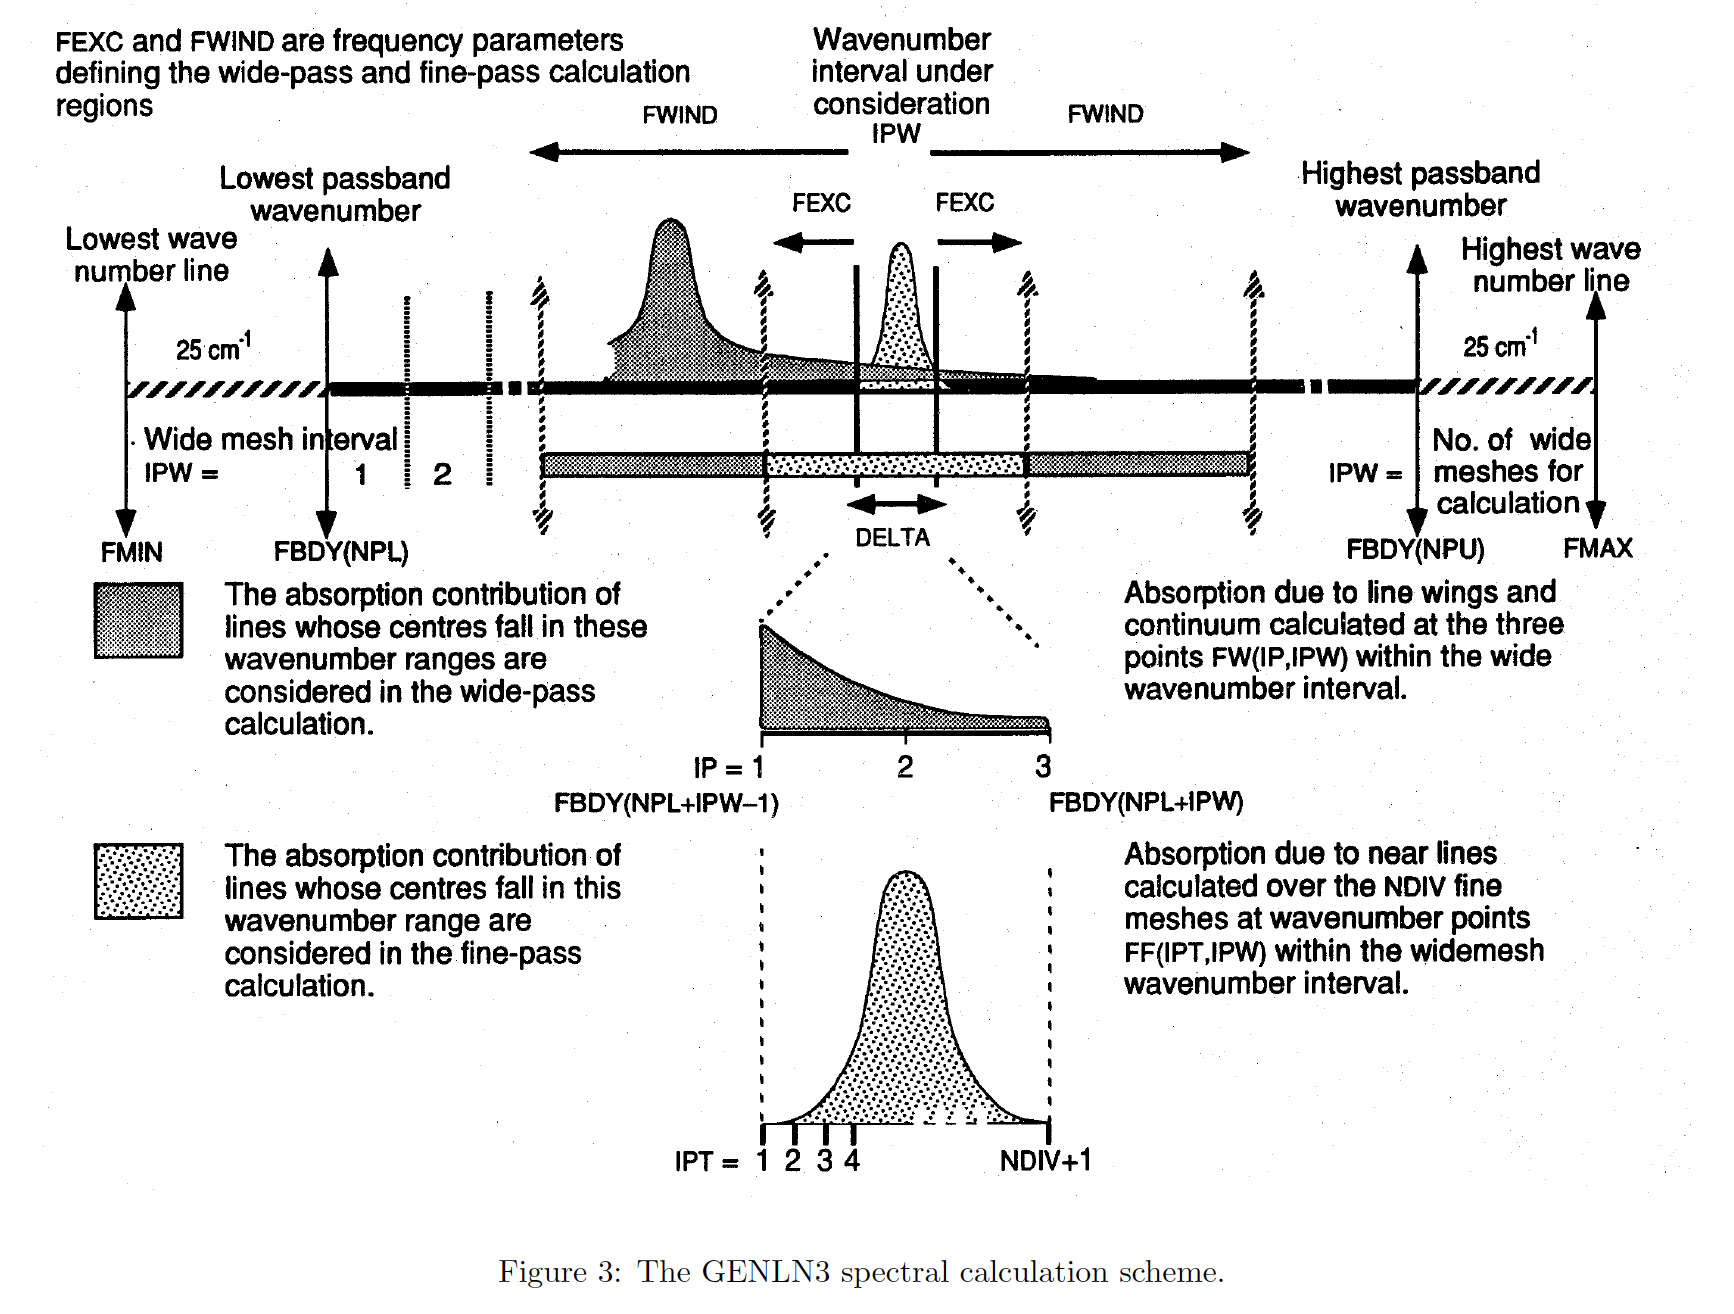 FEXC and FWIND are frequency parameters
defining the wide-pass and fine-pass calculation
regions
Wavenumber
interval under
consideration
IPW
FWIND
FWIND
Lowest passband
wavenumber
FEXC
FEXC
Highest passband
wavenumber
Lowest wave
number line
Highest wave
number line
25 cm-1
25 cm-1
Wide mesh interval
IPW =
1
2
IPW =
No. of wide
meshes for
calculation
FMIN
FBDY(NPL)
DELTA
FBDY(NPU)
FMAX
The absorption contribution of
lines whose centres fall in these
wavenumber ranges are
considered in the wide-pass
calculation.
Absorption due to line wings and
continuum calculated at the three
points FW(IP,IPW) within the wide
wavenumber interval.
IP = 1
2
3
FBDY(NPL+IPW–1)
FBDY(NPL+IPW)
The absorption contribution of
lines whose centres fall in this
wavenumber range are
considered in the fine-pass
calculation.
Absorption due to near lines
calculated over the NDIV fine
meshes at wavenumber points
FF(IPT,IPW) within the widemesh
wavenumber interval.
IPT = 1 2 3 4
NDIV+1
Figure 3: The GENLN3 spectral calculation scheme.